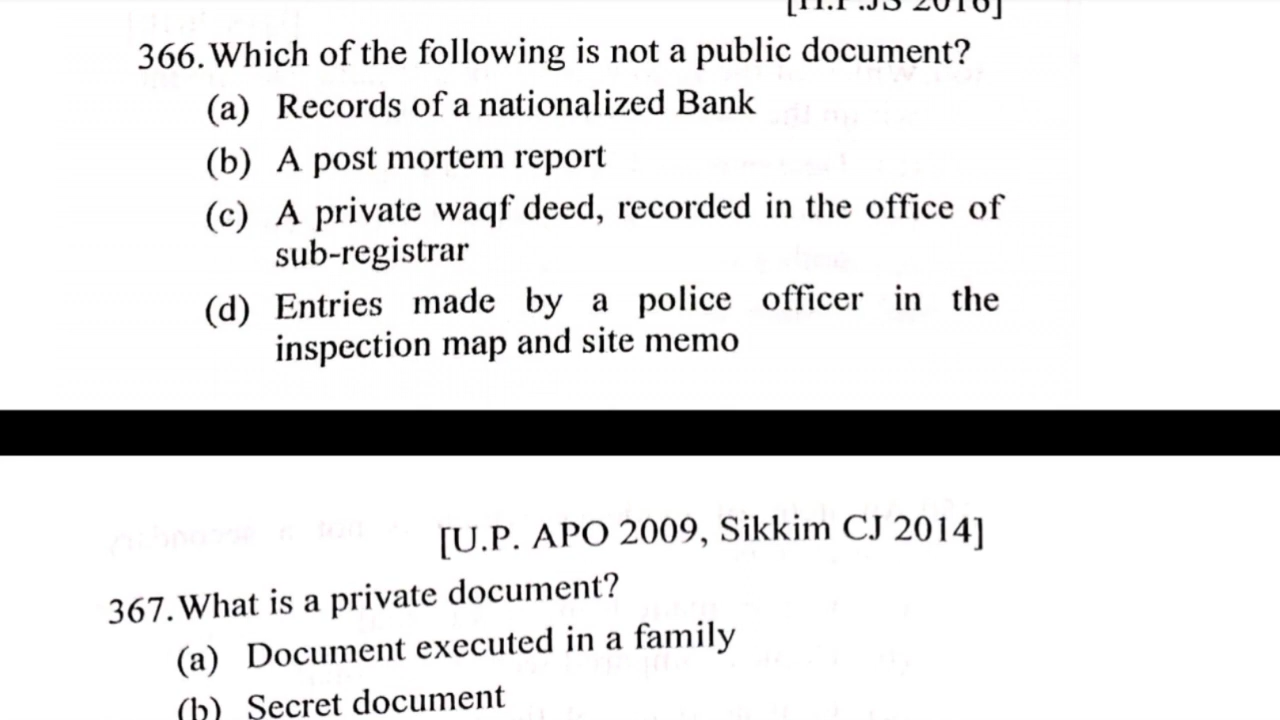 366. Which of the following is not a public document?
(a) Records of a nationalized Bank
(b) A post mortem report
(c) A private waqf deed, recorded in the office of
sub-registrar
(d) Entries made by a police officer in the
inspection map and site memo
[U.P. APO 2009, Sikkim CJ 2014]
367. What is a private document?
(a) Document executed in a family
(b) Secret document